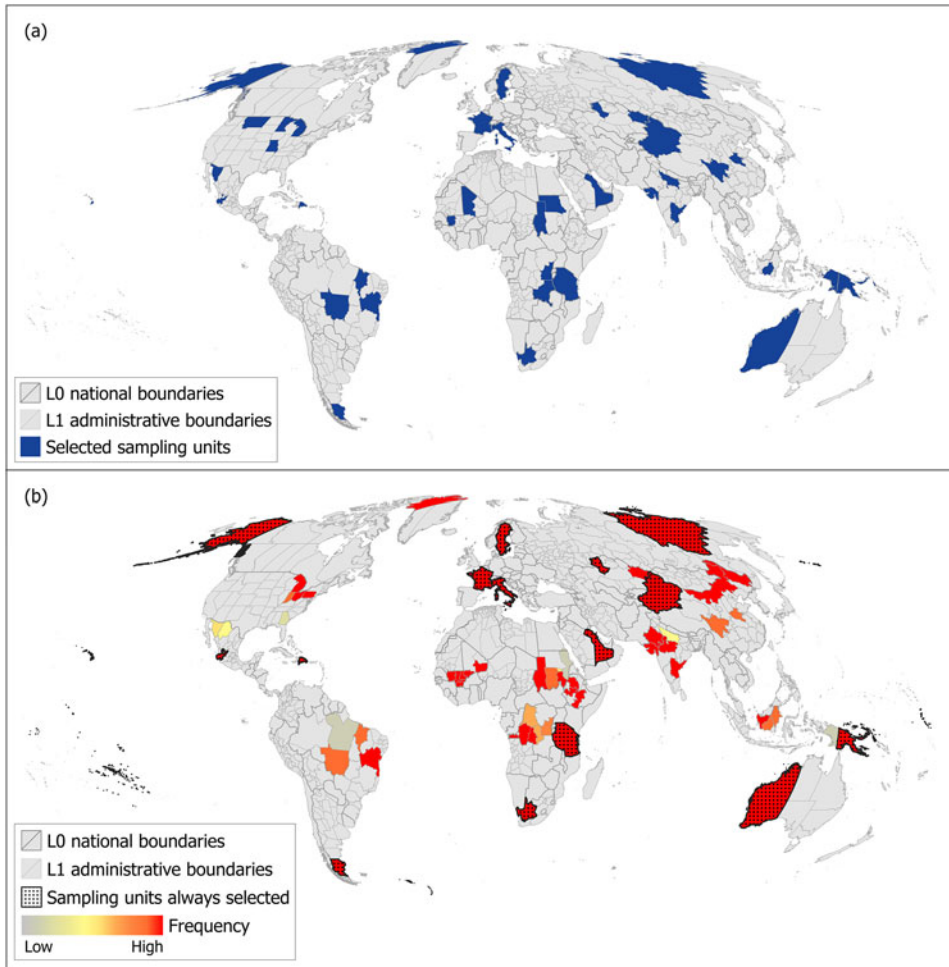 (a)
L0 national boundaries
L1 administrative boundaries
Selected sampling units
(b)
L0 national boundaries
L1 administrative boundaries
Sampling units always selected
Frequency
Low High